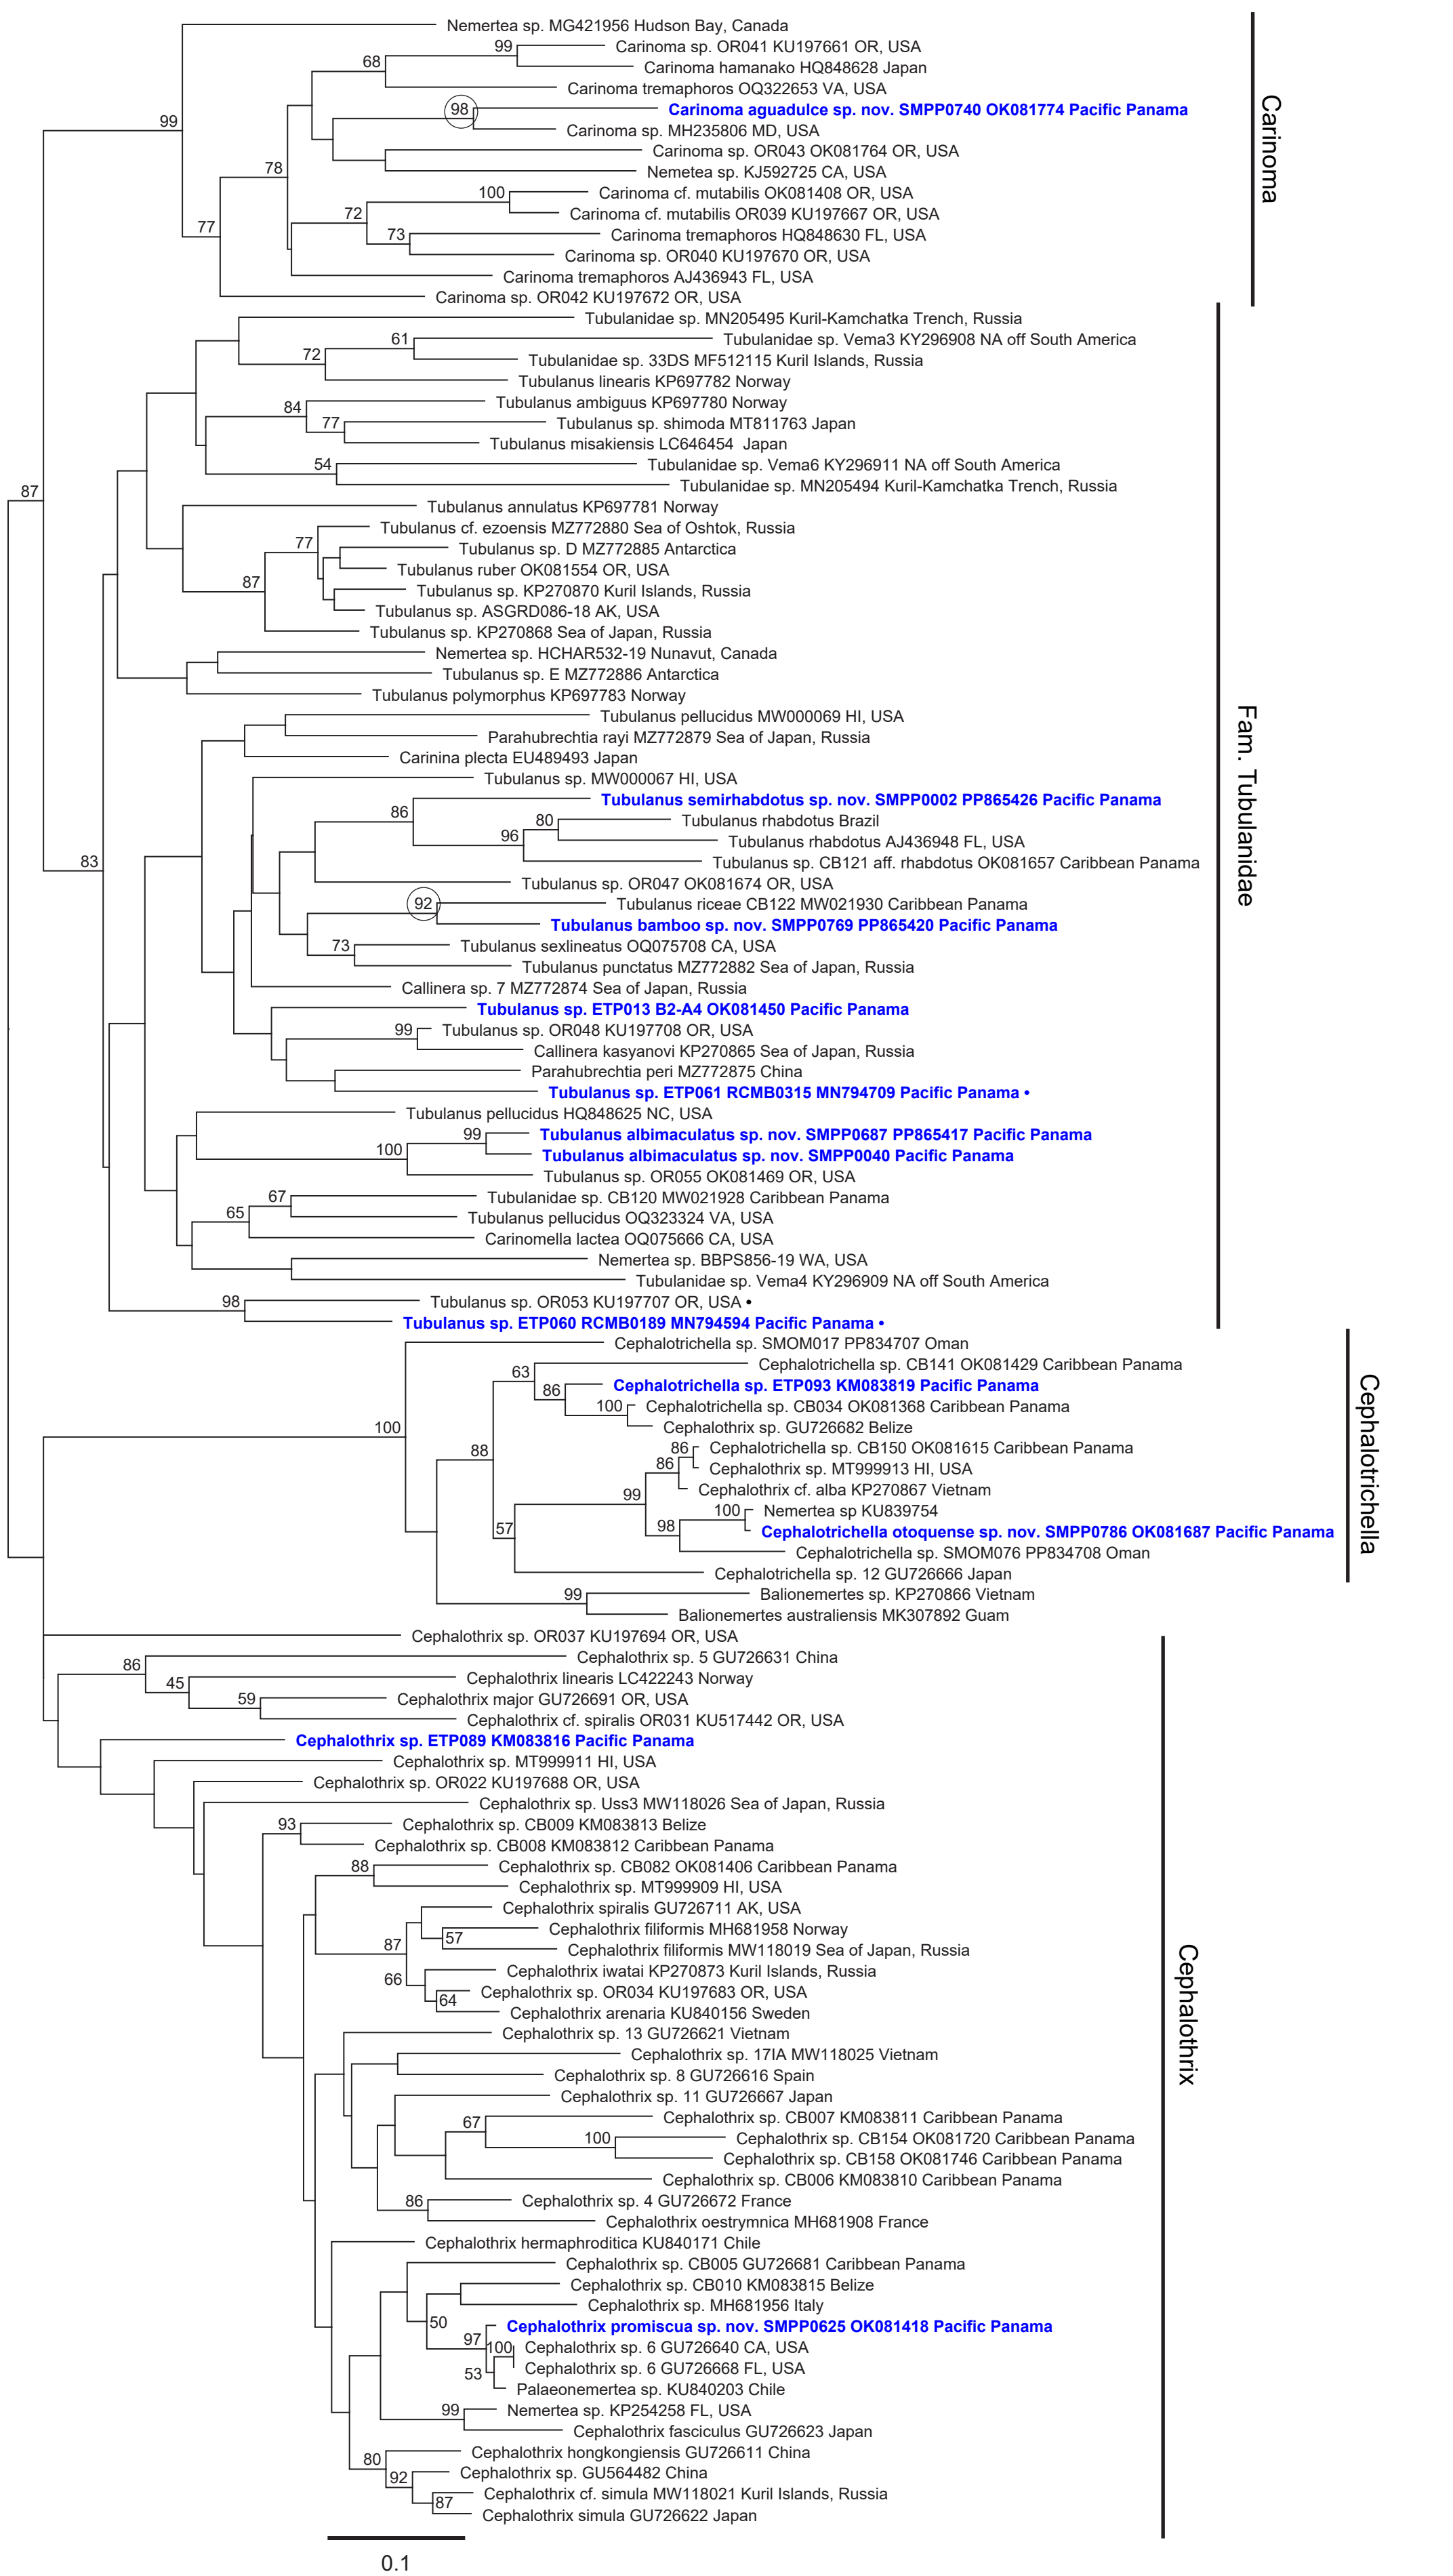 Nemertea sp. MG421956 Hudson Bay, Canada
99
Carinoma sp. OR041 KU197661 OR, USA
68
Carinoma hamanako HQ848628 Japan
Carinoma tremaphoros OQ322653 VA, USA
98
Carinoma aguadulce sp. nov. SMPP0740 OK081774 Pacific Panama
99
Carinoma sp. MH235806 MD, USA
Carinoma sp. OR043 OK081764 OR, USA
78
Nemetea sp. KJ592725 CA, USA
100
Carinoma cf. mutabilis OK081408 OR, USA
72
Carinoma cf. mutabilis OR039 KU197667 OR, USA
77
73
Carinoma tremaphoros HQ848630 FL, USA
Carinoma sp. OR040 KU197670 OR, USA
Carinoma tremaphoros AJ436943 FL, USA
Carinoma sp. OR042 KU197672 OR, USA
Carinoma
Tubulanidae sp. MN205495 Kuril-Kamchatka Trench, Russia
61
Tubulanidae sp. Vema3 KY296908 NA off South America
72
Tubulanidae sp. 33DS MF512115 Kuril Islands, Russia
Tubulanus linearis KP697782 Norway
84
Tubulanus ambiguus KP697780 Norway
77
Tubulanus sp. shimoda MT811763 Japan
Tubulanus misakiensis LC646454 Japan
54
Tubulanidae sp. Vema6 KY296911 NA off South America
87
Tubulanidae sp. MN205494 Kuril-Kamchatka Trench, Russia
Tubulanus annulatus KP697781 Norway
Tubulanus cf. ezoensis MZ772880 Sea of Oshtok, Russia
77
Tubulanus sp. D MZ772885 Antarctica
Tubulanus ruber OK081554 OR, USA
87
Tubulanus sp. KP270870 Kuril Islands, Russia
Tubulanus sp. ASGRD086-18 AK, USA
Tubulanus sp. KP270868 Sea of Japan, Russia
Nemertea sp. HCHAR532-19 Nunavut, Canada
Tubulanus sp. E MZ772886 Antarctica
Tubulanus polymorphus KP697783 Norway
Tubulanus pellucidus MW000069 HI, USA
Parahubrechtia rayi MZ772879 Sea of Japan, Russia
Carinina plecta EU489493 Japan
Tubulanus sp. MW000067 HI, USA
Tubulanus semirhabdotus sp. nov. SMPP0002 PP865426 Pacific Panama
86
80
Tubulanus rhabdotus Brazil
96
Tubulanus rhabdotus AJ436948 FL, USA
83
Tubulanus sp. CB121 aff. rhabdotus OK081657 Caribbean Panama
Tubulanus sp. OR047 OK081674 OR, USA
92
Tubulanus riceae CB122 MW021930 Caribbean Panama
Tubulanus bamboo sp. nov. SMPP0769 PP865420 Pacific Panama
73
Tubulanus sexlineatus OQ075708 CA, USA
Tubulanus punctatus MZ772882 Sea of Japan, Russia
Callinera sp. 7 MZ772874 Sea of Japan, Russia
Tubulanus sp. ETP013 B2-A4 OK081450 Pacific Panama
99
Tubulanus sp. OR048 KU197708 OR, USA
Callinera kasyanovi KP270865 Sea of Japan, Russia
Parahubrechtia peri MZ772875 China
Tubulanus sp. ETP061 RCMB0315 MN794709 Pacific Panama •
Tubulanus pellucidus HQ848625 NC, USA
99
Tubulanus albimaculatus sp. nov. SMPP0687 PP865417 Pacific Panama
100
Tubulanus albimaculatus sp. nov. SMPP0040 Pacific Panama
Tubulanus sp. OR055 OK081469 OR, USA
67
Tubulanidae sp. CB120 MW021928 Caribbean Panama
65
Tubulanus pellucidus OQ323324 VA, USA
Carinomella lactea OQ075666 CA, USA
Nemertea sp. BBPS856-19 WA, USA
Tubulanidae sp. Vema4 KY296909 NA off South America
98
Tubulanus sp. OR053 KU197707 OR, USA •
Tubulanus sp. ETP060 RCMB0189 MN794594 Pacific Panama •
Fam. Tubulanidae
Cephalotrichella sp. SMOM017 PP834707 Oman
Cephalotrichella sp. CB141 OK081429 Caribbean Panama
63
Cephalotrichella sp. ETP093 KM083819 Pacific Panama
86
100
Cephalotrichella sp. CB034 OK081368 Caribbean Panama
100
Cephalothrix sp. GU726682 Belize
88
86
Cephalotrichella sp. CB150 OK081615 Caribbean Panama
86
Cephalothrix sp. MT999913 HI, USA
Cephalothrix cf. alba KP270867 Vietnam
99
100
Nemertea sp KU839754
57
98
Cephalotrichella otoquense sp. nov. SMPP0786 OK081687 Pacific Panama
Cephalotrichella sp. SMOM076 PP834708 Oman
Cephalotrichella sp. 12 GU726666 Japan
99
Balionemertes sp. KP270866 Vietnam
Balionemertes australiensis MK307892 Guam
Cephalotrichella
Cephalothrix sp. OR037 KU197694 OR, USA
86
Cephalothrix sp. 5 GU726631 China
45
Cephalothrix linearis LC422243 Norway
59
Cephalothrix major GU726691 OR, USA
Cephalothrix cf. spiralis OR031 KU517442 OR, USA
Cephalothrix sp. ETP089 KM083816 Pacific Panama
Cephalothrix sp. MT999911 HI, USA
Cephalothrix sp. OR022 KU197688 OR, USA
Cephalothrix sp. Uss3 MW118026 Sea of Japan, Russia
93
Cephalothrix sp. CB009 KM083813 Belize
Cephalothrix sp. CB008 KM083812 Caribbean Panama
88
Cephalothrix sp. CB082 OK081406 Caribbean Panama
Cephalothrix sp. MT999909 HI, USA
Cephalothrix spiralis GU726711 AK, USA
Cephalothrix filiformis MH681958 Norway
87
57
Cephalothrix filiformis MW118019 Sea of Japan, Russia
66
Cephalothrix iwatai KP270873 Kuril Islands, Russia
Cephalothrix sp. OR034 KU197683 OR, USA
64
Cephalothrix arenaria KU840156 Sweden
Cephalothrix sp. 13 GU726621 Vietnam
Cephalothrix sp. 17IA MW118025 Vietnam
Cephalothrix sp. 8 GU726616 Spain
Cephalothrix sp. 11 GU726667 Japan
67
Cephalothrix sp. CB007 KM083811 Caribbean Panama
100
Cephalothrix sp. CB154 OK081720 Caribbean Panama
Cephalothrix sp. CB158 OK081746 Caribbean Panama
Cephalothrix sp. CB006 KM083810 Caribbean Panama
86
Cephalothrix sp. 4 GU726672 France
Cephalothrix oestrymnica MH681908 France
Cephalothrix hermaphroditica KU840171 Chile
Cephalothrix sp. CB005 GU726681 Caribbean Panama
Cephalothrix sp. CB010 KM083815 Belize
Cephalothrix sp. MH681956 Italy
50
Cephalothrix promiscua sp. nov. SMPP0625 OK081418 Pacific Panama
97
100
Cephalothrix sp. 6 GU726640 CA, USA
53
Cephalothrix sp. 6 GU726668 FL, USA
Palaeonemertea sp. KU840203 Chile
99
Nemertea sp. KP254258 FL, USA
Cephalothrix fasciculus GU726623 Japan
80
Cephalothrix hongkongiensis GU726611 China
92
Cephalothrix sp. GU564482 China
Cephalothrix cf. simula MW118021 Kuril Islands, Russia
87
Cephalothrix simula GU726622 Japan
Cephalothrix
0.1